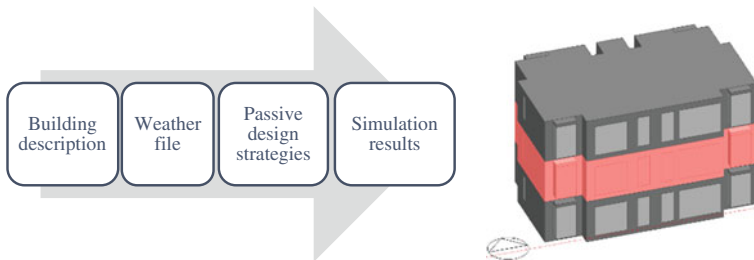 Building
description
Weather
file
Passive
design
strategies
Simulation
results